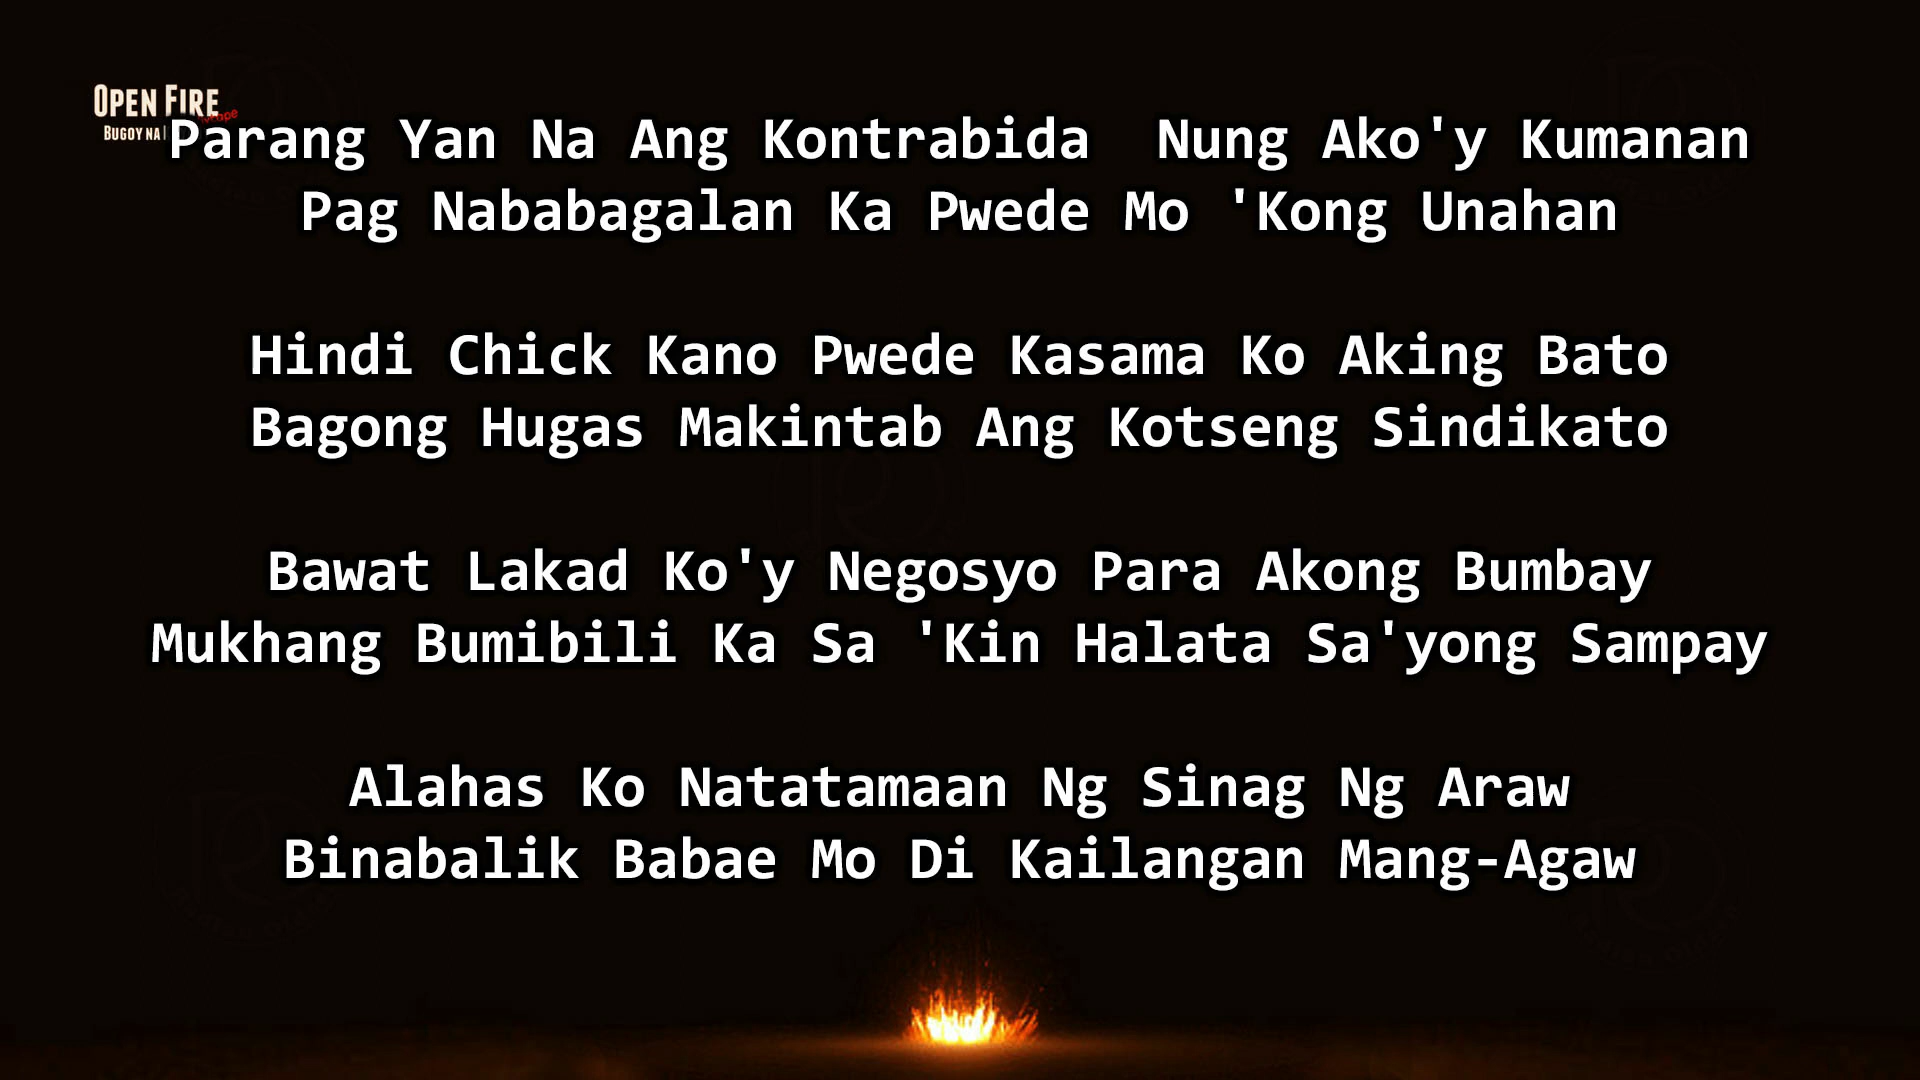 OPEN FIRE
BUGOY NA
Parang Yan Na Ang Kontrabida  Nung Ako'y Kumanan
Pag Nababagalan Ka Pwede Mo 'Kong Unahan
Hindi Chick Kano Pwede Kasama Ko Aking Bato
Bagong Hugas Makintab Ang Kotseng Sindikato
Bawat Lakad Ko'y Negosyo Para Akong Bumbay
Mukhang Bumibili Ka Sa 'Kin Halata Sa'yong Sampay
Alahas Ko Natatamaan Ng Sinag Ng Araw
Binabalik Babae Mo Di Kailangan Mang-Agaw